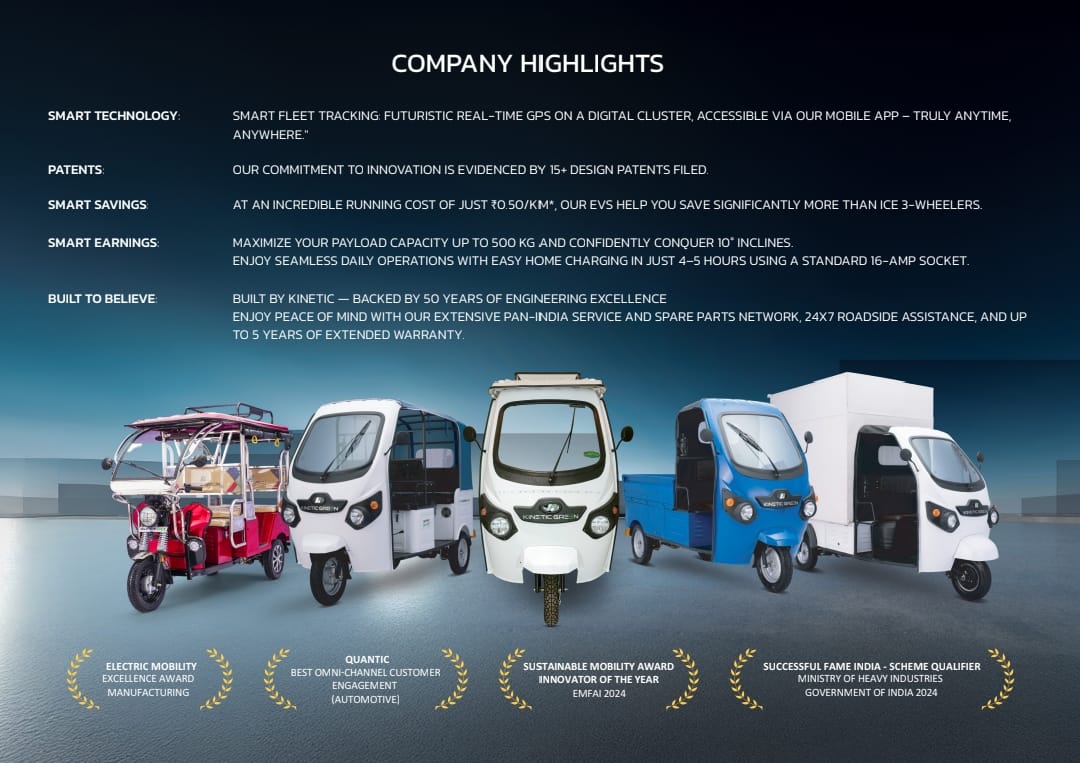 COMPANY HIGHLIGHTS
SMART TECHNOLOGY: SMART FLEET TRACKING: FUTURISTIC REAL-TIME GPS ON A DIGITAL CLUSTER, ACCESSIBLE VIA OUR MOBILE APP – TRULY ANYTIME,
ANYWHERE."
PATENTS: OUR COMMITMENT TO INNOVATION IS EVIDENCED BY 15+ DESIGN PATENTS FILED.
SMART SAVINGS: AT AN INCREDIBLE RUNNING COST OF JUST ₹0.50/KM*, OUR EVS HELP YOU SAVE SIGNIFICANTLY MORE THAN ICE 3-WHEELERS.
SMART EARNINGS: MAXIMIZE YOUR PAYLOAD CAPACITY UP TO 500 KG AND CONFIDENTLY CONQUER 10° INCLINES.
ENJOY SEAMLESS DAILY OPERATIONS WITH EASY HOME CHARGING IN JUST 4–5 HOURS USING A STANDARD 16-AMP SOCKET.
BUILT TO BELIEVE: BUILT BY KINETIC — BACKED BY 50 YEARS OF ENGINEERING EXCELLENCE
ENJOY PEACE OF MIND WITH OUR EXTENSIVE PAN-INDIA SERVICE AND SPARE PARTS NETWORK, 24X7 ROADSIDE ASSISTANCE, AND UP
TO 5 YEARS OF EXTENDED WARRANTY.
KINETIC GREEN
KINETIC GREEN
KINETIC GREEN
KINETIC GREEN
ELECTRIC MOBILITY
EXCELLENCE AWARD
MANUFACTURING
QUANTIC
BEST OMNI-CHANNEL CUSTOMER
ENGAGEMENT
(AUTOMOTIVE)
SUSTAINABLE MOBILITY AWARD
INNOVATOR OF THE YEAR
EMFAI 2024
SUCCESSFUL FAME INDIA - SCHEME QUALIFIER
MINISTRY OF HEAVY INDUSTRIES
GOVERNMENT OF INDIA 2024